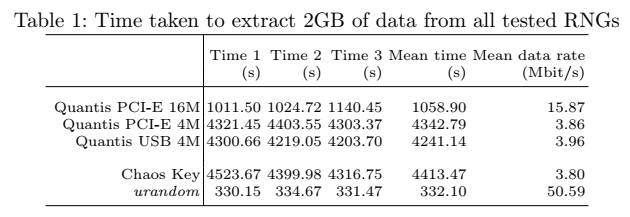 Table 1: Time taken to extract 2GB of data from all tested RNGs
Time 1 Time 2 Time 3 Mean time Mean data rate
(s) (s) (s) (s) (Mbit/s)
Quantis PCI-E 16M 1011.50 1024.72 1140.45 1058.90 15.87
Quantis PCI-E 4M 4321.45 4403.55 4303.37 4342.79 3.86
Quantis USB 4M 4300.66 4219.05 4203.70 4241.14 3.96
Chaos Key 4523.67 4399.98 4316.75 4413.47 3.80
urandom 330.15 334.67 331.47 332.10 50.59